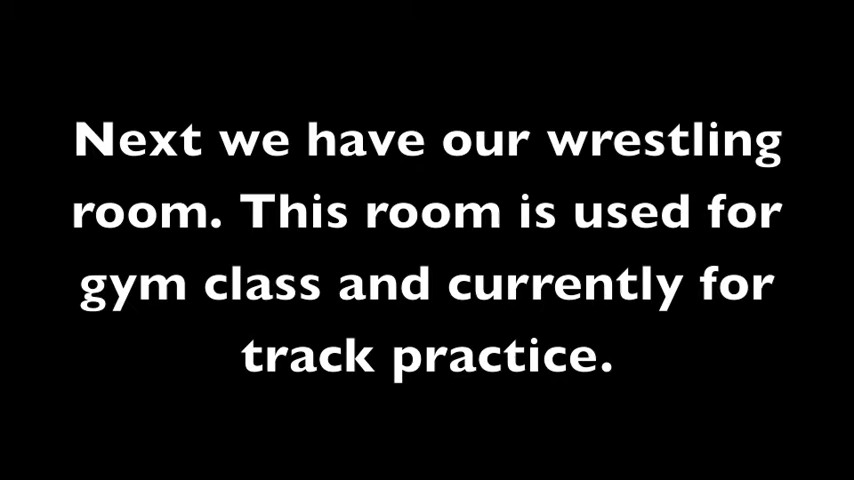 Next we have our wrestling
room. This room is used for
gym class and currently for
track practice.